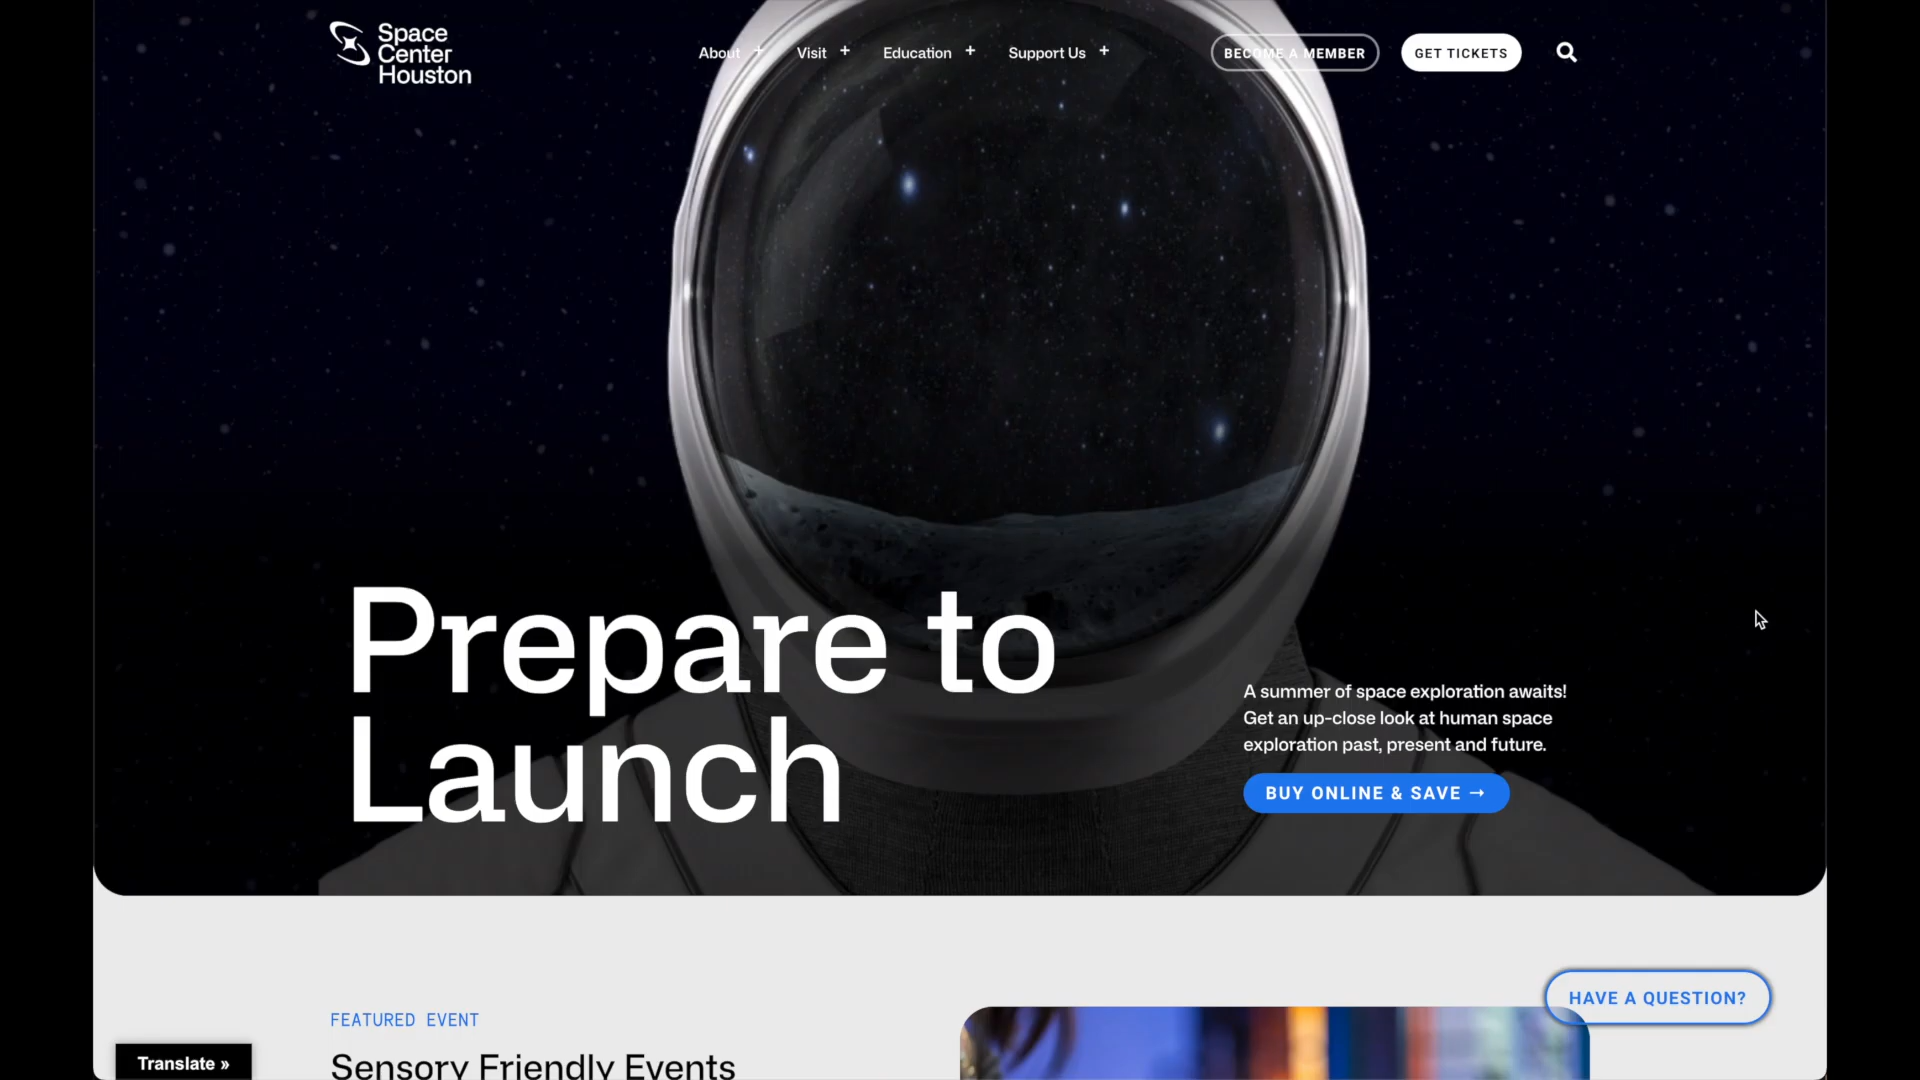 Space
Center
Houston
About + Visit + Education + Support Us +
BECOME A MEMBER
GET TICKETS
Prepare to
Launch
A summer of space exploration awaits!
Get an up-close look at human space
exploration past, present and future.
BUY ONLINE & SAVE →
HAVE A QUESTION?
FEATURED EVENT
Sensory Friendly Events
Translate »